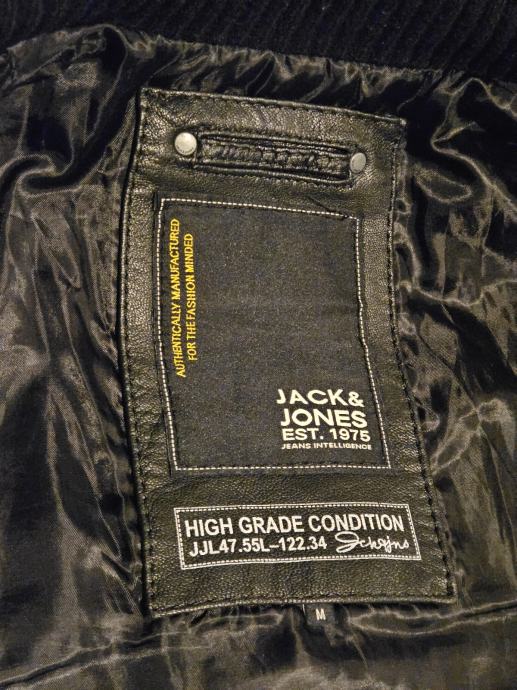 AUTHENTICALLY MANUFACTURED
FOR THE FASHION MINDED
JACK&
JONES
EST. 1975
JEANS INTELLIGENCE
HIGH GRADE CONDITION
JJL47.55L–122.34
M